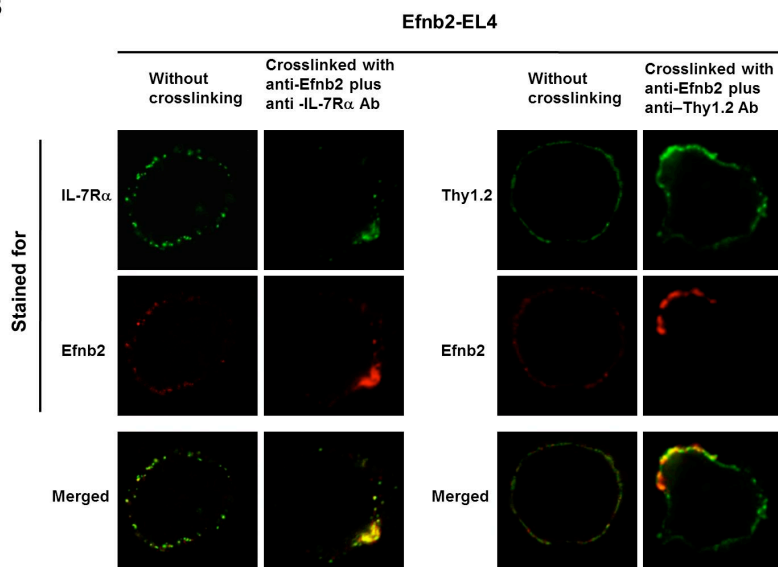 Efnb2-EL4
Without
crosslinking
Crosslinked with
anti-Efnb2 plus
anti -IL-7Rα Ab
Without
crosslinking
Crosslinked with
anti-Efnb2 plus
anti–Thy1.2 Ab
Stained for
IL-7Rα
Thy1.2
Efnb2
Efnb2
Merged
Merged